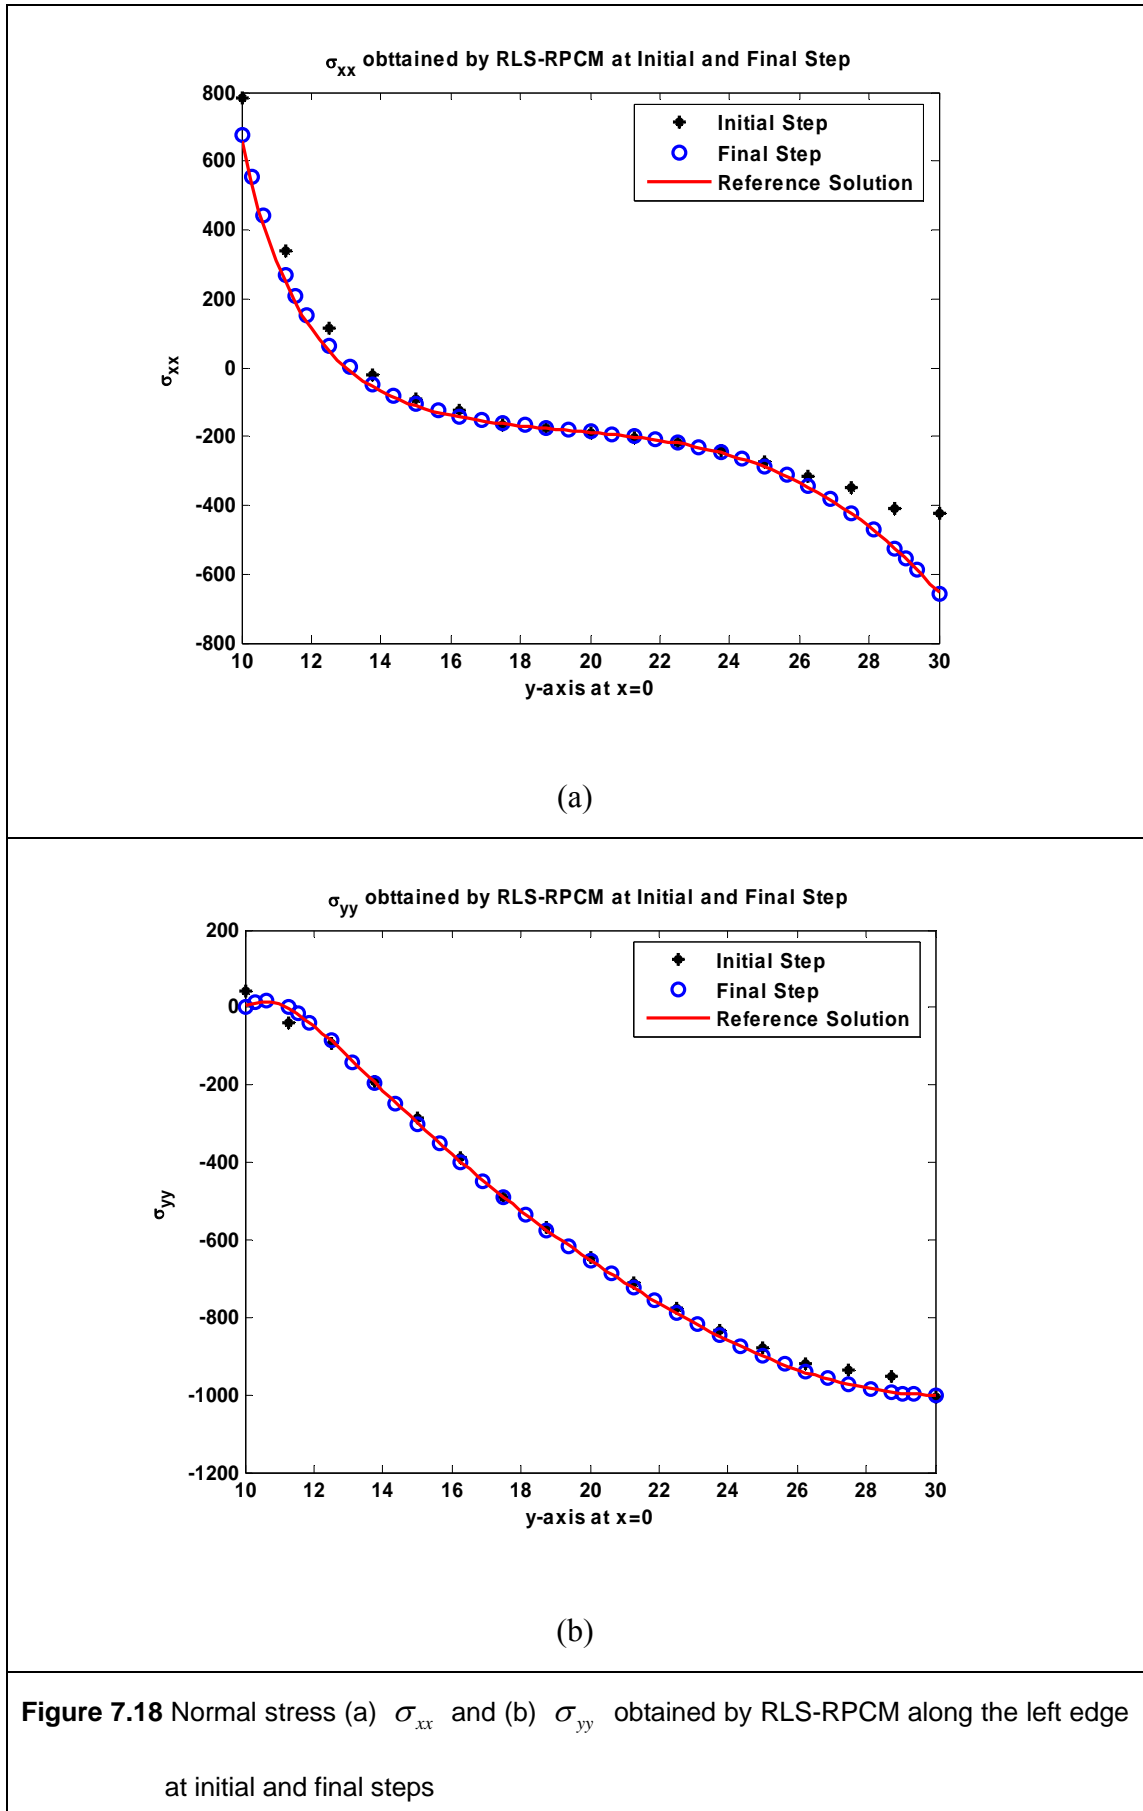 σxx obttained by RLS-RPCM at Initial and Final Step
800
600
400
200
0
-200
-400
-600
-800
σxx
Initial Step
Final Step
Reference Solution
10 12 14 16 18 20 22 24 26 28 30
y-axis at x=0
(a)
σyy obttained by RLS-RPCM at Initial and Final Step
200
0
-200
-400
-600
-800
-1000
-1200
σyy
Initial Step
Final Step
Reference Solution
10 12 14 16 18 20 22 24 26 28 30
y-axis at x=0
(b)
Figure 7.18 Normal stress (a) σxx and (b) σyy obtained by RLS-RPCM along the left edge
at initial and final steps